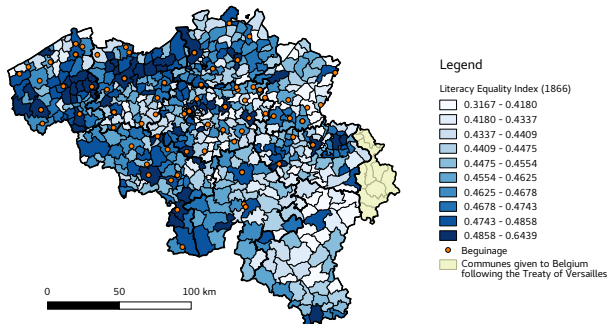 Legend
Literacy Equality Index (1866)
0.3167 - 0.4180
0.4180 - 0.4337
0.4337 - 0.4409
0.4409 - 0.4475
0.4475 - 0.4554
0.4554 - 0.4625
0.4625 - 0.4678
0.4678 - 0.4743
0.4743 - 0.4858
0.4858 - 0.6439
Beguinage
Communes given to Belgium
following the Treaty of Versailles
0 50 100 km